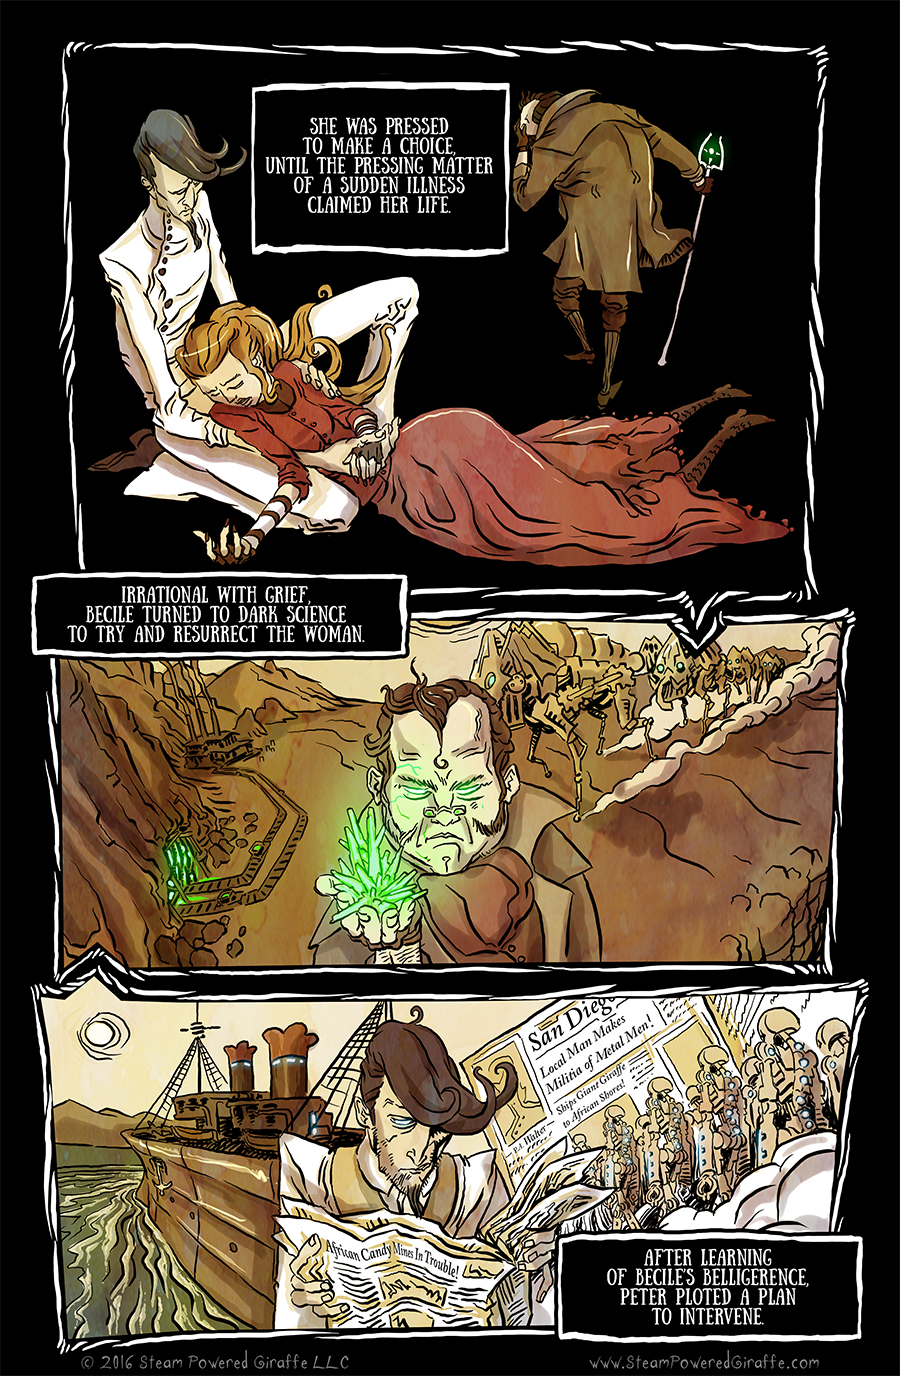 SHE WAS PRESSED
TO MAKE A CHOICE,
UNTIL THE PRESSING MATTER
OF A SUDDEN ILLNESS
CLAIMED HER LIFE.
IRRATIONAL WITH GRIEF,
BECILE TURNED TO DARK SCIENCE
TO TRY AND RESURRECT THE WOMAN.
San Diego
Local Man Makes
Militia of Metal Men!
Ships Giant Giraffe
to African Shores!
P.A. Walter
African Candy Mines In Trouble!
AFTER LEARNING
OF BECILE'S BELLIGERENCE,
PETER PLOTED A PLAN
TO INTERVENE.
© 2016 Steam Powered Giraffe LLC
www.SteamPoweredGiraffe.com